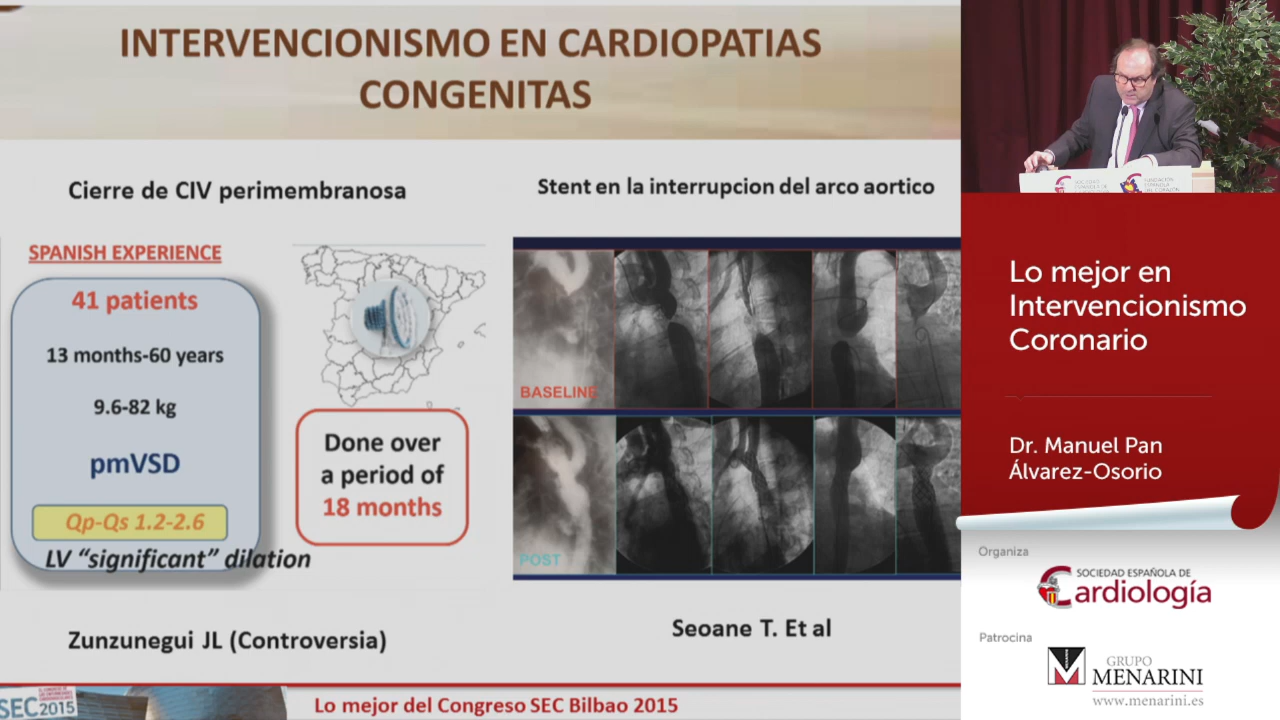 INTERVENCIONISMO EN CARDIOPATIAS
CONGENITAS
Cierre de CIV perimembranosa
SPANISH EXPERIENCE
41 patients
13 months-60 years
9.6-82 kg
pmVSD
Qp-Qs 1.2-2.6
LV “significant” dilation
Done over
a period of
18 months
Zunzunegui JL (Controversia)
Stent en la interrupcion del arco aortico
BASELINE
POST
Seoane T. Et al
SEC 2015
Lo mejor del Congreso SEC Bilbao 2015
Lo mejor en
Intervencionismo
Coronario
Dr. Manuel Pan
Álvarez-Osorio
Organiza
SOCIEDAD ESPAÑOLA DE
Cardiología
Patrocina
GRUPO
MENARINI
www.menarini.es